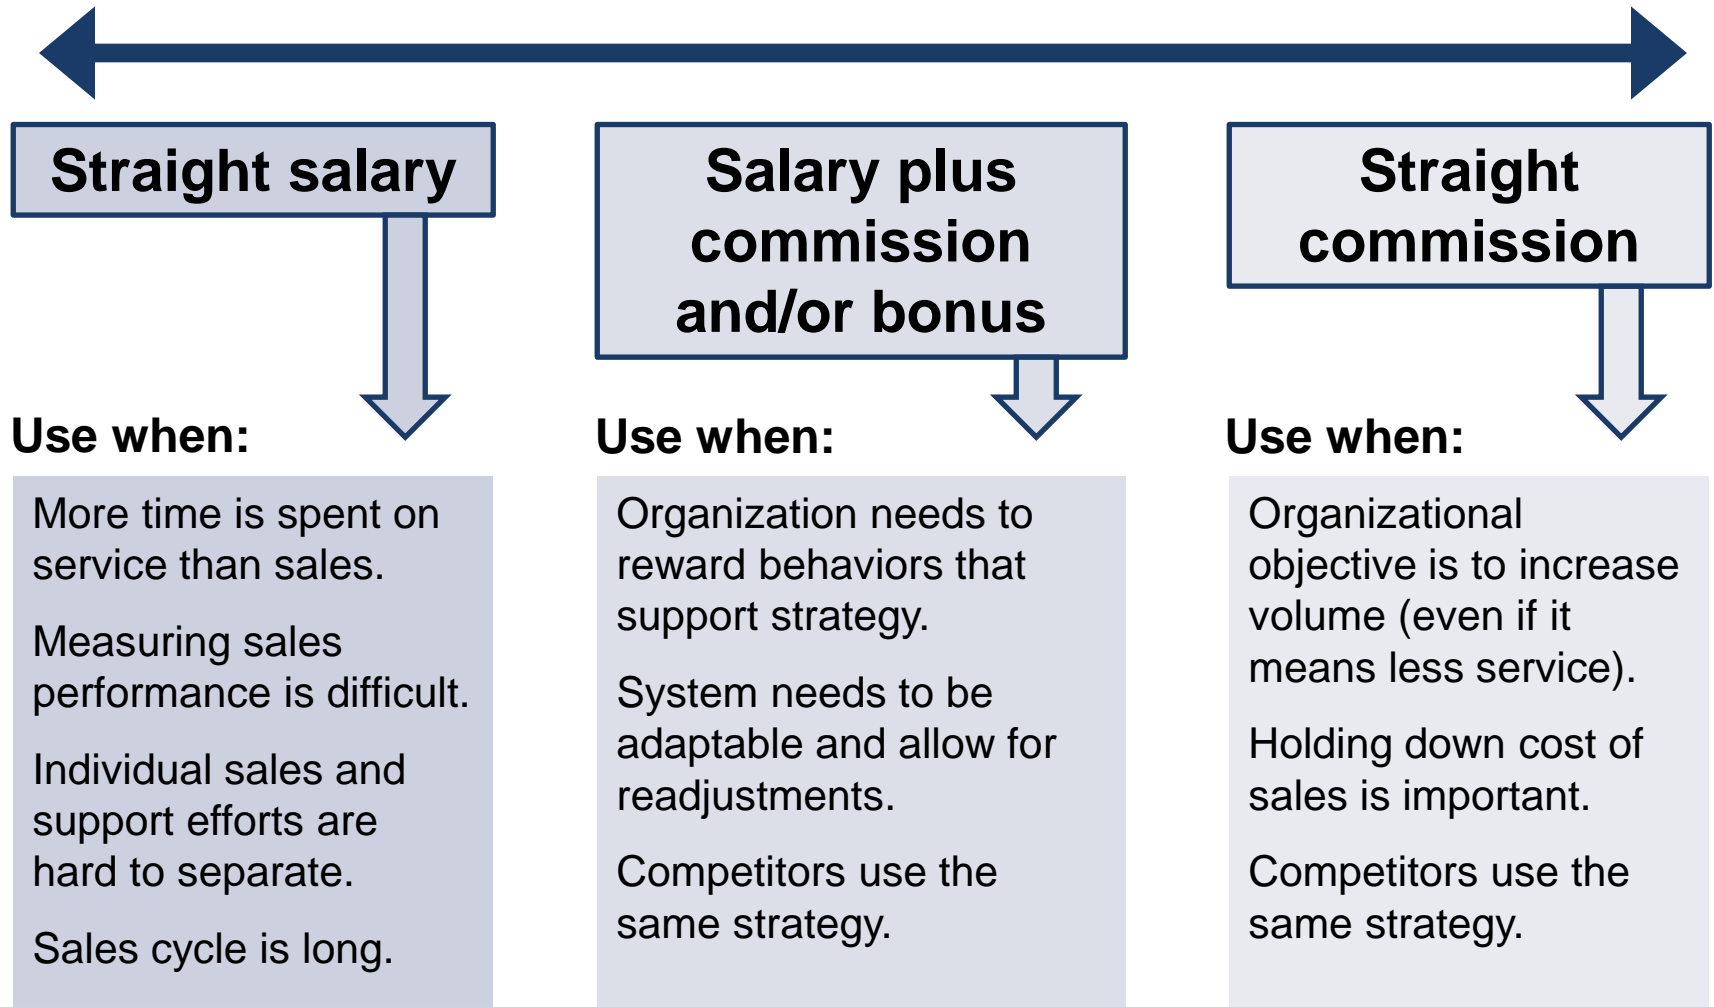 Straight salary
Use when:
More time is spent on
service than sales.
Measuring sales
performance is difficult.
Individual sales and
support efforts are
hard to separate.
Sales cycle is long.
Salary plus
commission
and/or bonus
Use when:
Organization needs to
reward behaviors that
support strategy.
System needs to be
adaptable and allow for
readjustments.
Competitors use the
same strategy.
Straight
commission
Use when:
Organizational
objective is to increase
volume (even if it
means less service).
Holding down cost of
sales is important.
Competitors use the
same strategy.